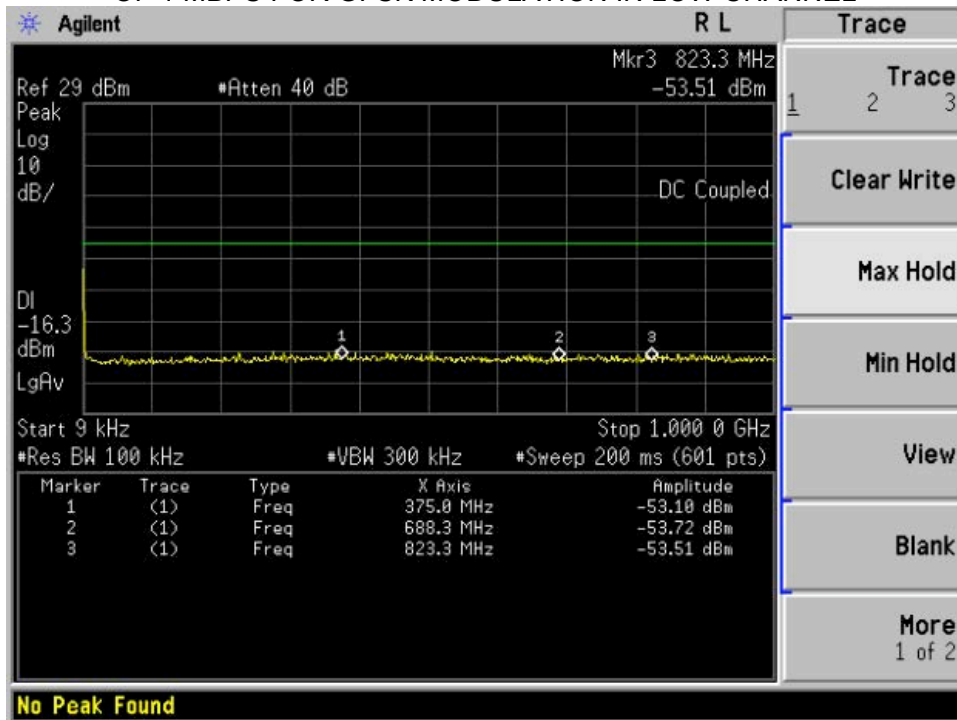 Agilent R L Trace
Mkr3 823.3 MHz
Ref 29 dBm #Atten 40 dB -53.51 dBm
Trace
1 2 3
Peak
Log
10
dB/
DC Coupled
Clear Write
Max Hold
DI
-16.3
dBm
LgAv
1 2 3
Min Hold
Start 9 kHz Stop 1.000 0 GHz
#Res BW 100 kHz #VBW 300 kHz #Sweep 200 ms (601 pts)
View
Marker Trace Type X Axis Amplitude
1 (1) Freq 375.0 MHz -53.10 dBm
2 (1) Freq 688.3 MHz -53.72 dBm
3 (1) Freq 823.3 MHz -53.51 dBm
Blank
More
1 of 2
No Peak Found